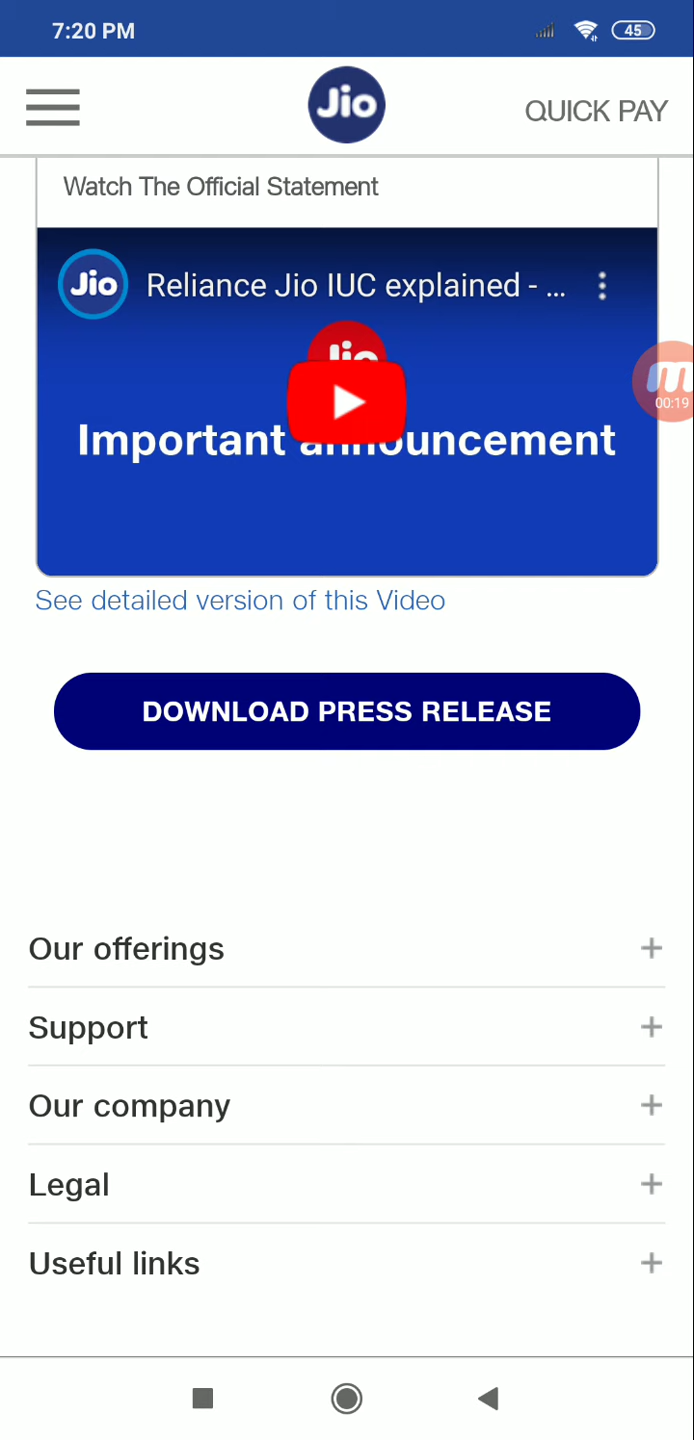 7:20 PM
45
Jio
QUICK PAY
Watch The Official Statement
Jio
Reliance Jio IUC explained - ...
Jio
00:19
Important announcement
See detailed version of this Video
DOWNLOAD PRESS RELEASE
Our offerings +
Support +
Our company +
Legal +
Useful links +